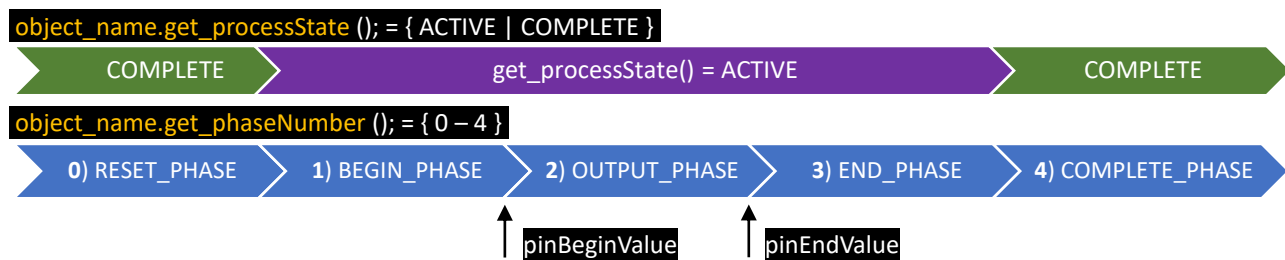 object_name.get_processState (); = { ACTIVE | COMPLETE }
COMPLETE get_processState() = ACTIVE COMPLETE
object_name.get_phaseNumber (); = { 0 – 4 }
0) RESET_PHASE 1) BEGIN_PHASE 2) OUTPUT_PHASE 3) END_PHASE 4) COMPLETE_PHASE
pinBeginValue pinEndValue